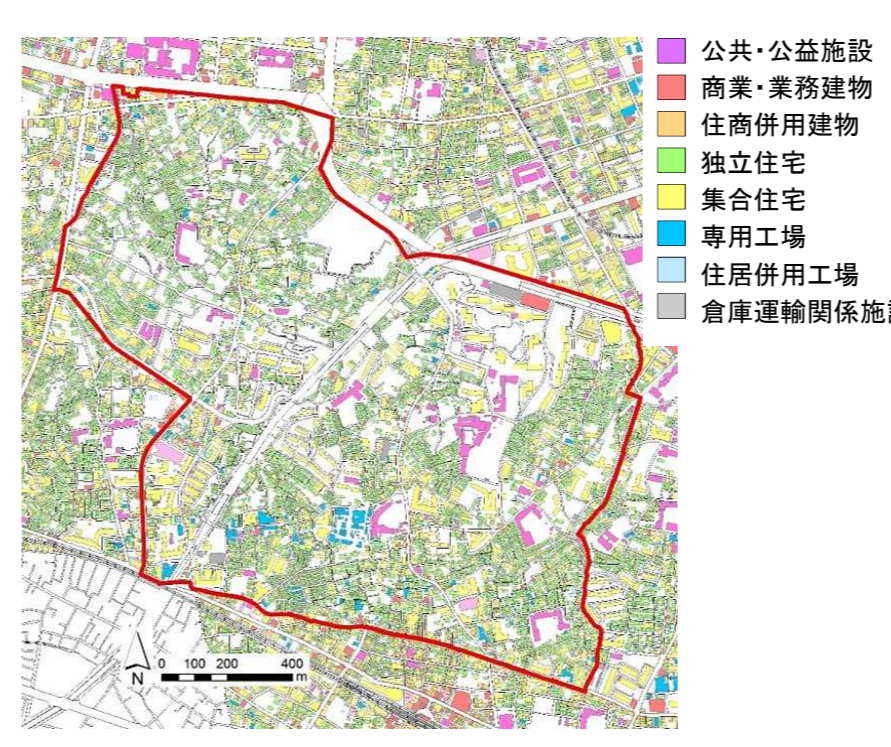 公共・公益施設
商業・業務建物
住商併用建物
独立住宅
集合住宅
専用工場
住居併用工場
倉庫運輸関係施
0 100 200 400
m
N